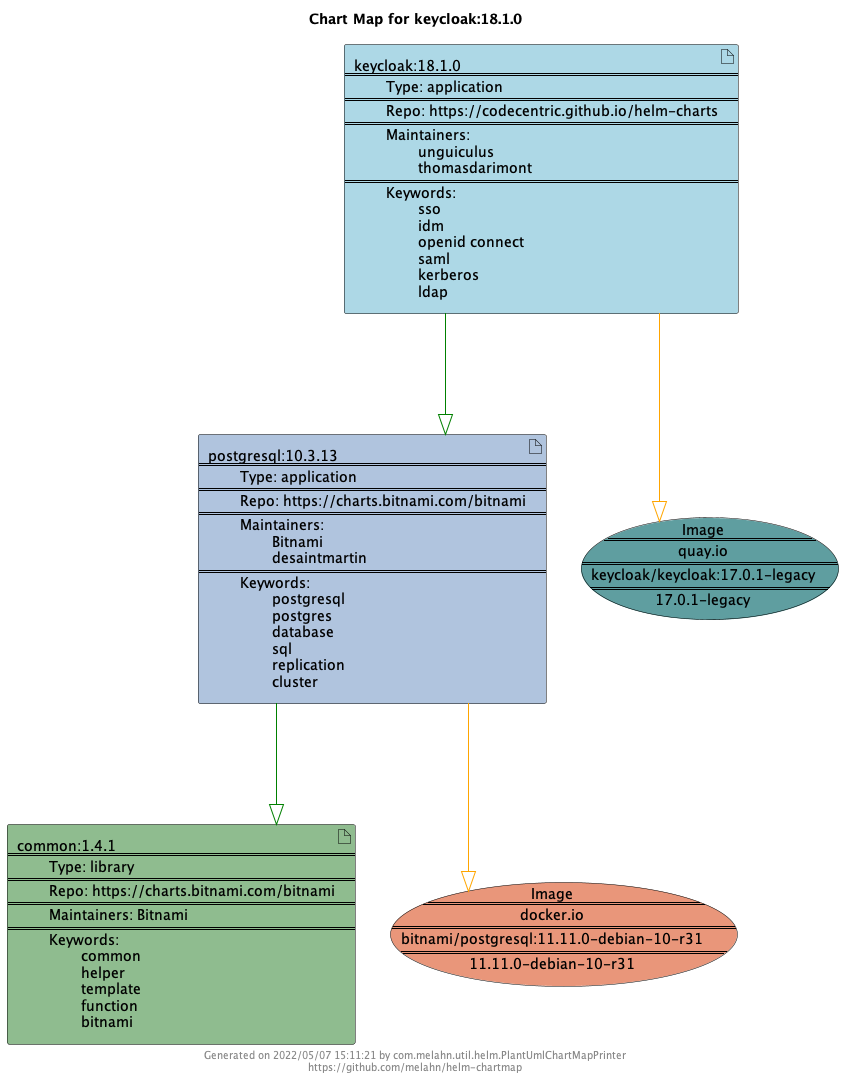 Chart Map for keycloak:18.1.0
keycloak:18.1.0
Type: application
Repo: https://codecentric.github.io/helm-charts
Maintainers:
unguiculus
thomasdarimont
Keywords:
sso
idm
openid connect
saml
kerberos
ldap
postgresql:10.3.13
Type: application
Repo: https://charts.bitnami.com/bitnami
Maintainers:
Bitnami
desaintmartin
Keywords:
postgresql
postgres
database
sql
replication
cluster
Image
quay.io
keycloak/keycloak:17.0.1-legacy
17.0.1-legacy
common:1.4.1
Type: library
Repo: https://charts.bitnami.com/bitnami
Maintainers: Bitnami
Keywords:
common
helper
template
function
bitnami
Image
docker.io
bitnami/postgresql:11.11.0-debian-10-r31
11.11.0-debian-10-r31
Generated on 2022/05/07 15:11:21 by com.melahn.util.helm.PlantUmlChartMapPrinter
https://github.com/melahn/helm-chartmap